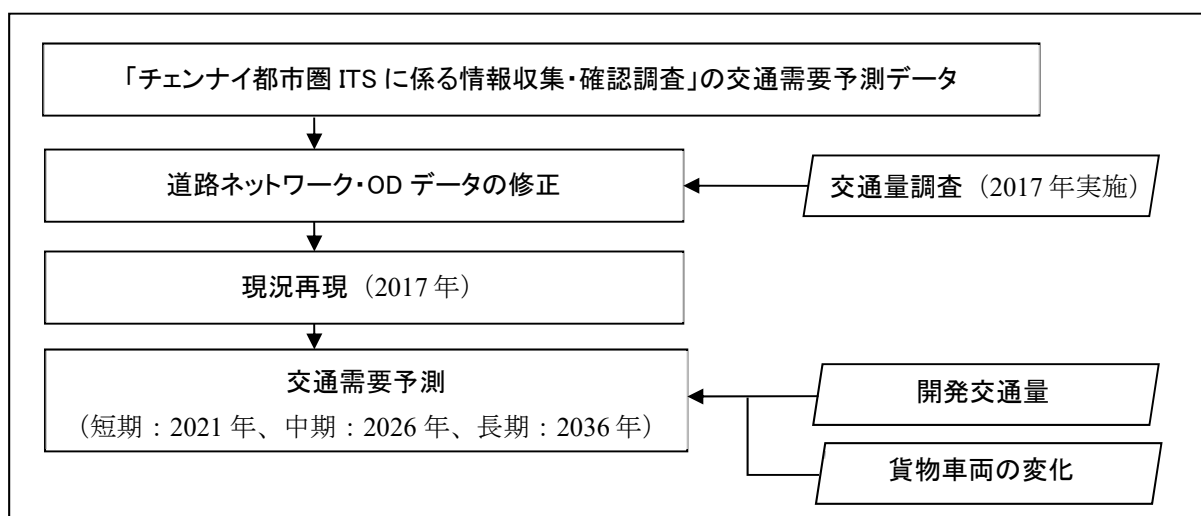 「チェンナイ都市圏 ITS に係る情報収集・確認調査」の交通需要予測データ
道路ネットワーク・OD データの修正
交通量調査（2017 年実施）
現況再現（2017 年）
交通需要予測
（短期：2021 年、中期：2026 年、長期：2036 年）
開発交通量
貨物車両の変化